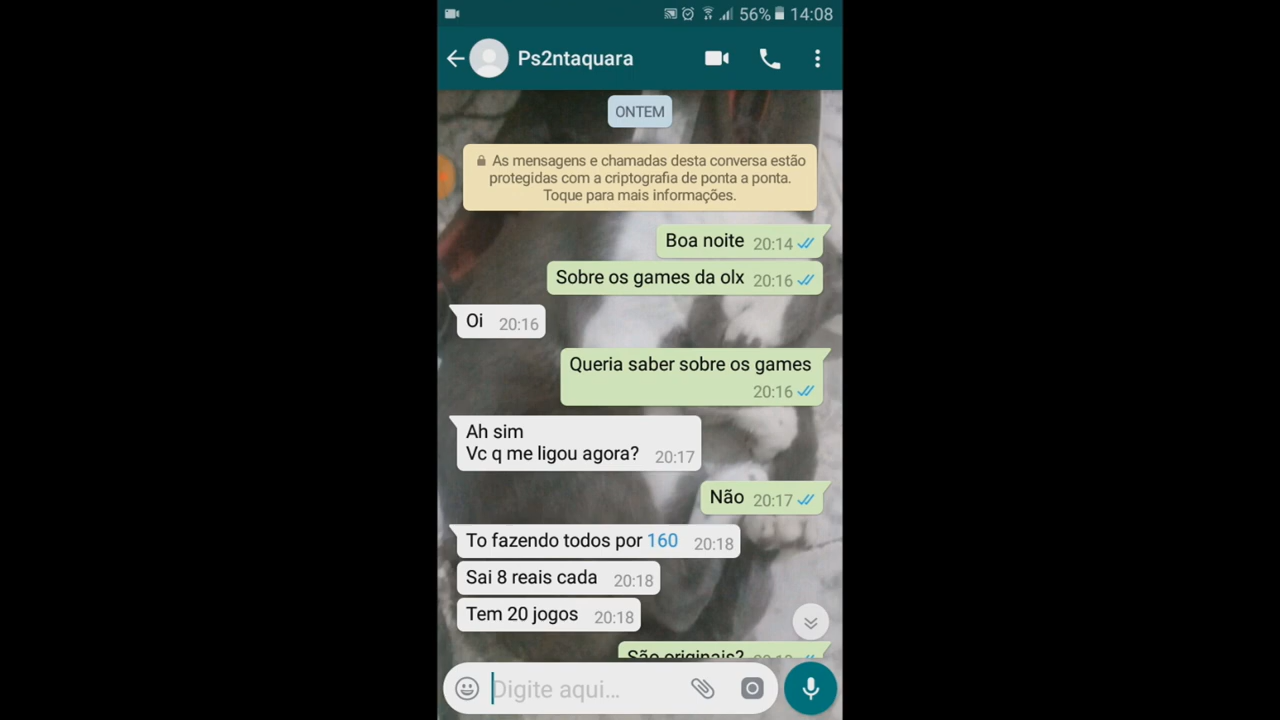 56% 14:08
Ps2ntaquara
ONTEM
As mensagens e chamadas desta conversa estão
protegidas com a criptografia de ponta a ponta.
Toque para mais informações.
Boa noite 20:14
Sobre os games da olx 20:16
Oi 20:16
Queria saber sobre os games
20:16
Ah sim
Vc q me ligou agora? 20:17
Não 20:17
To fazendo todos por 160 20:18
Sai 8 reais cada 20:18
Tem 20 jogos 20:18
São originais?
Digite aqui...